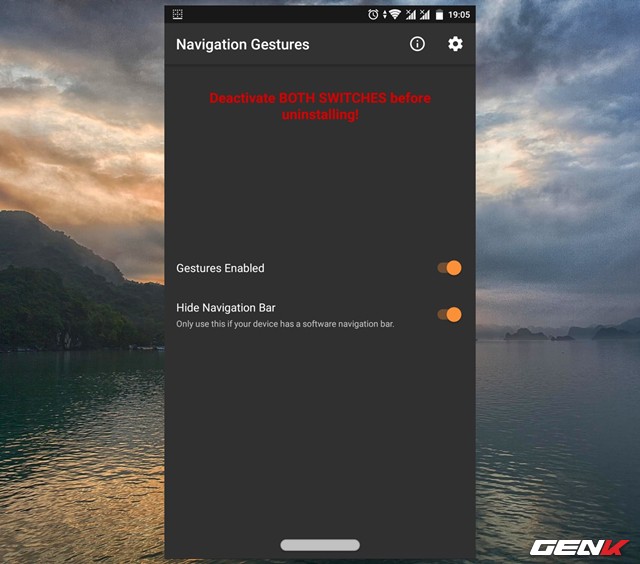 19:05
Navigation Gestures
Deactivate BOTH SWITCHES before
uninstalling!
Gestures Enabled
Hide Navigation Bar
Only use this if your device has a software navigation bar.
GENK